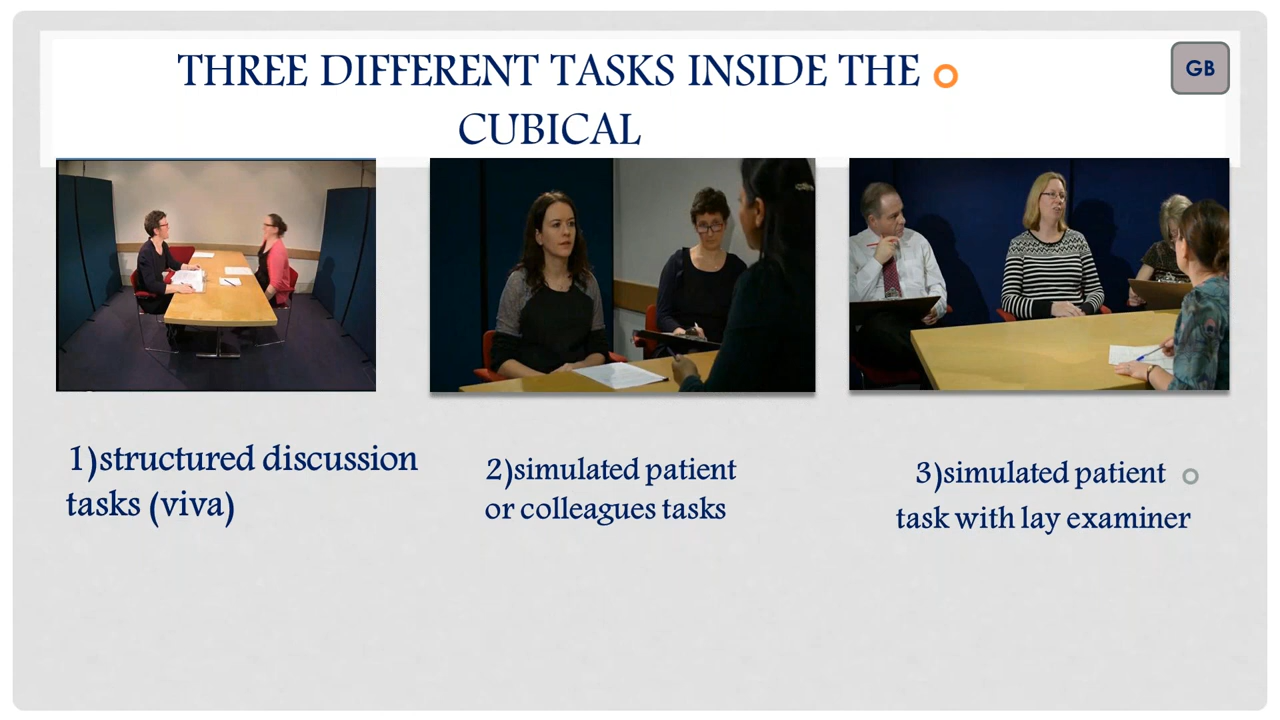 THREE DIFFERENT TASKS INSIDE THE
CUBICAL
GB
1)structured discussion
tasks (viva)
2)simulated patient
or colleagues tasks
3)simulated patient
task with lay examiner